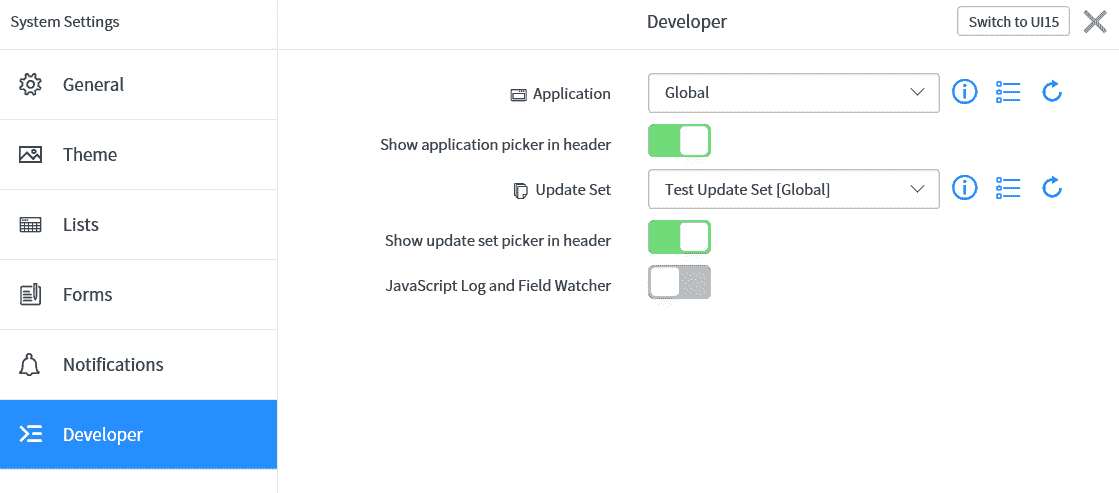 System Settings
Developer
Switch to UI15
General
Theme
Lists
Forms
Notifications
Developer
Application
Global
Show application picker in header
Update Set
Test Update Set [Global]
Show update set picker in header
JavaScript Log and Field Watcher